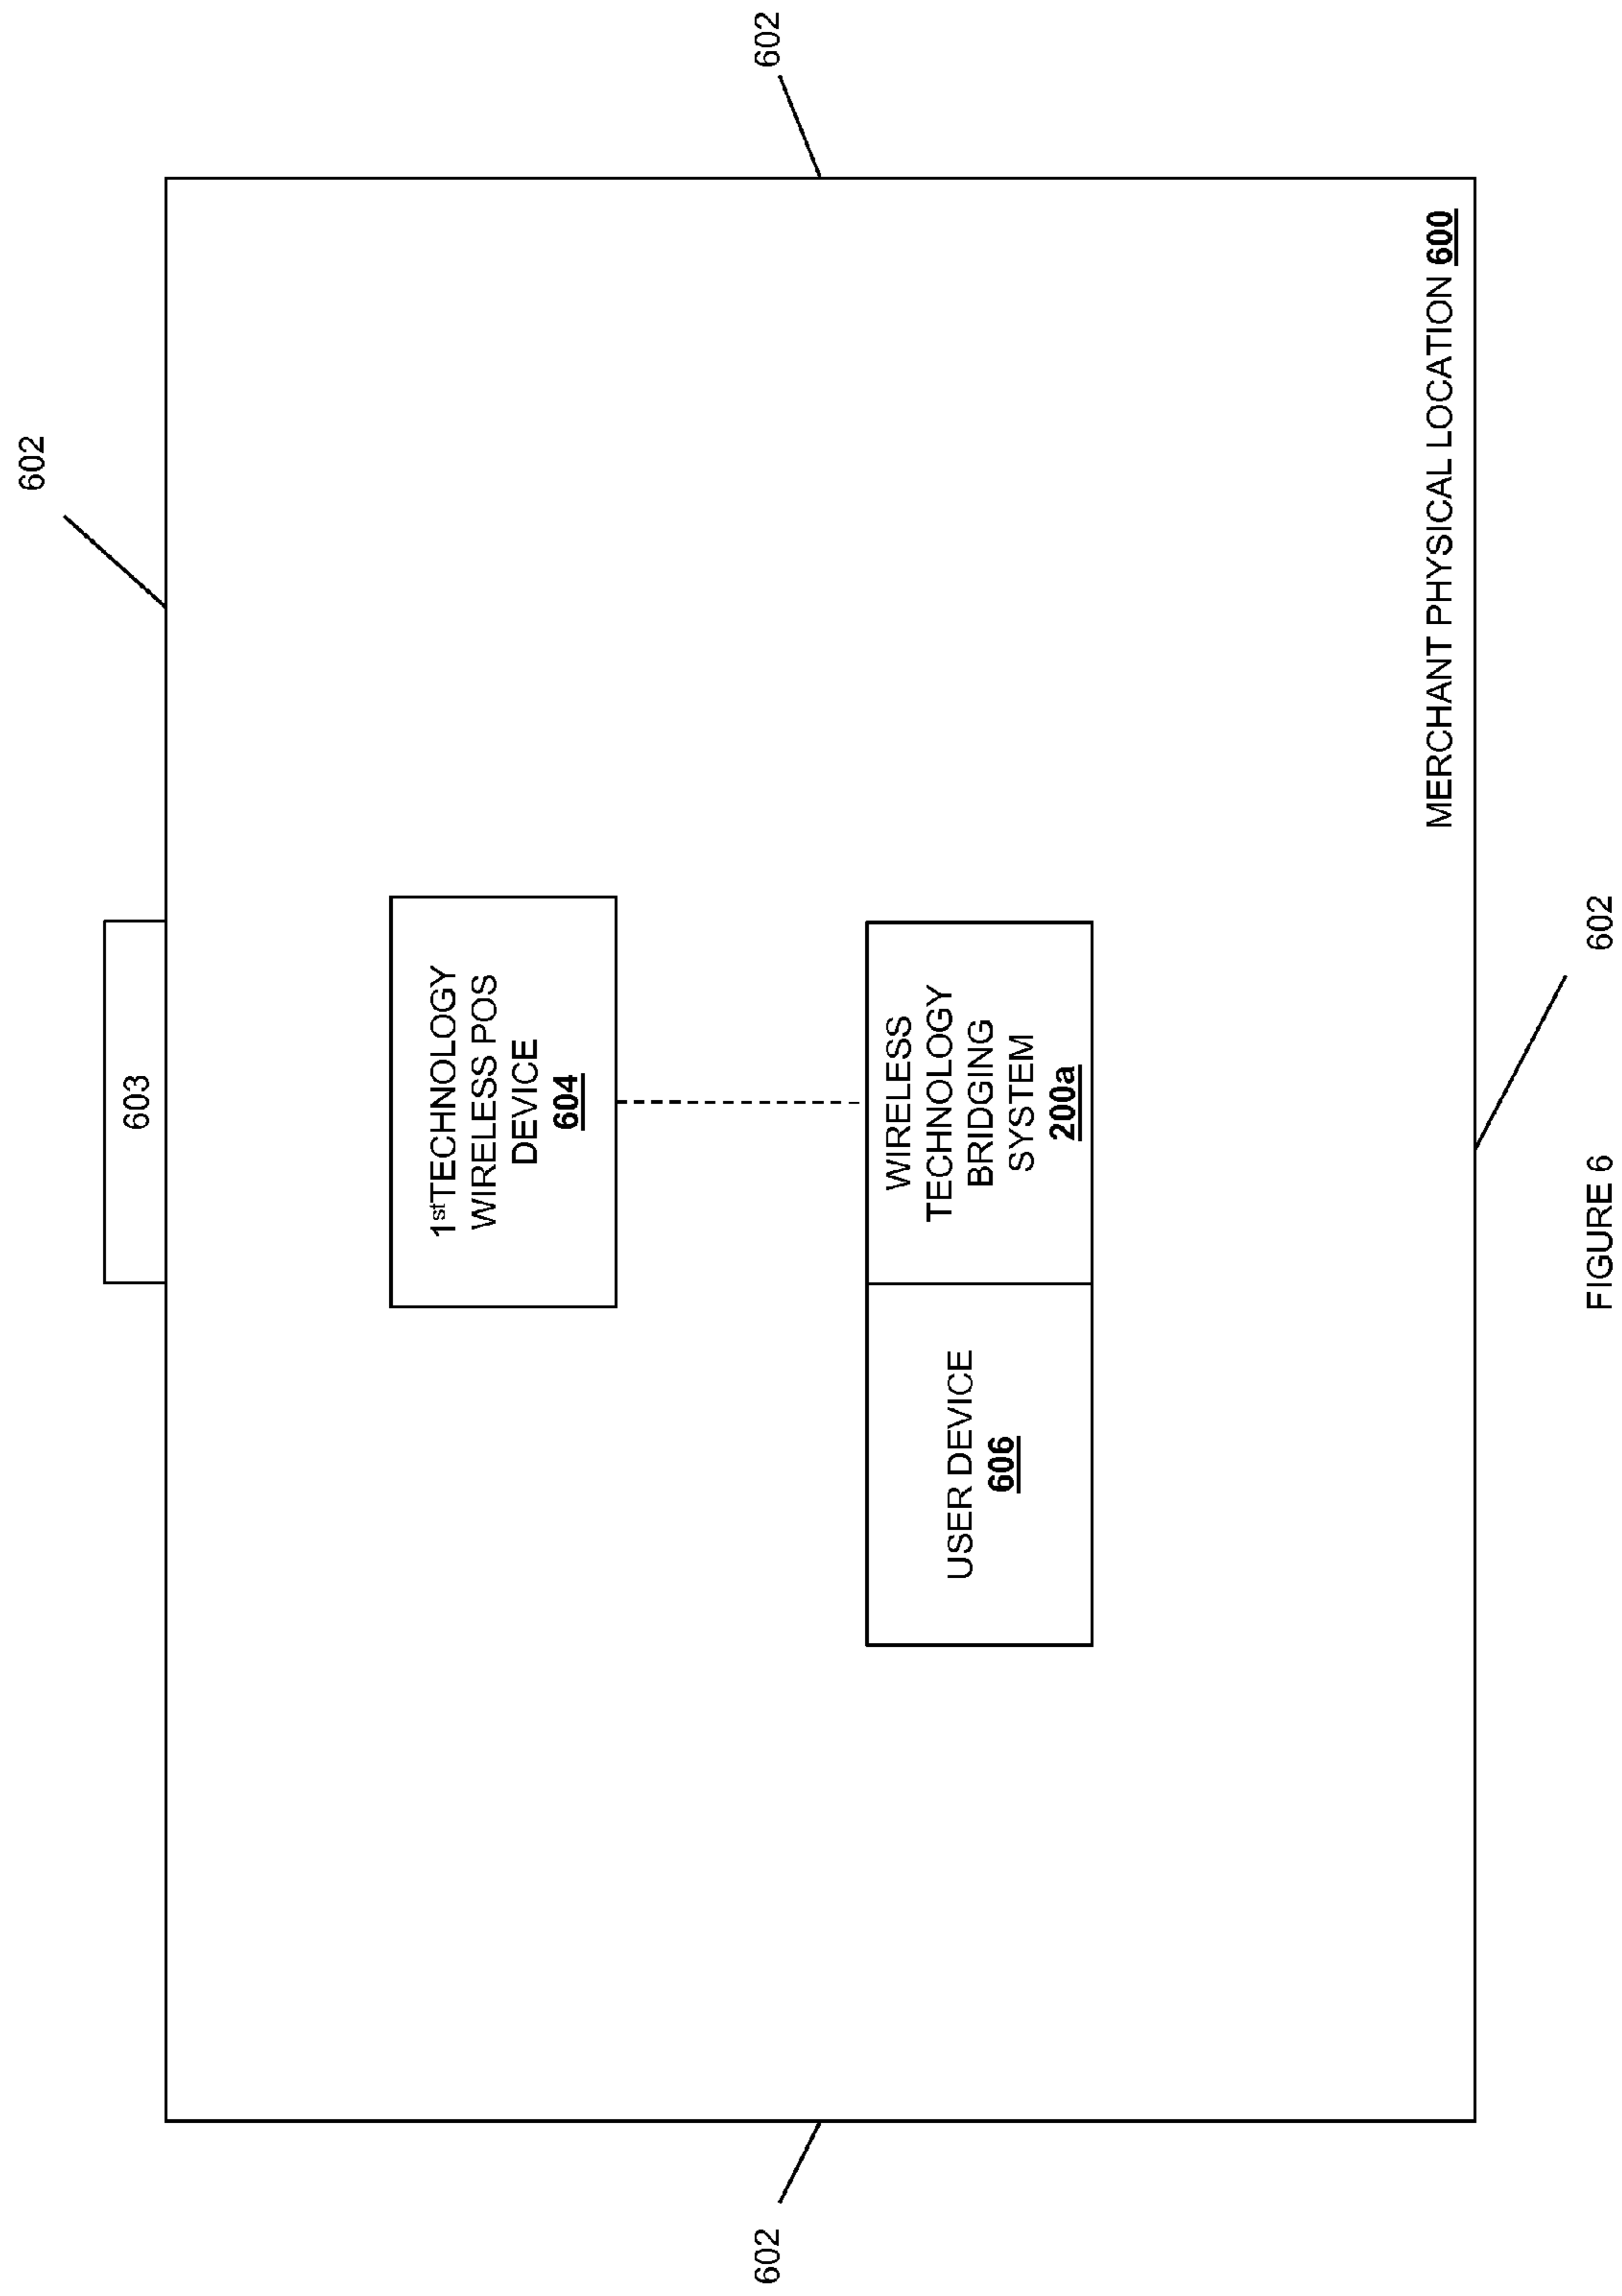 602
603
602
602
1stTECHNOLOGY
WIRELESS POS
DEVICE
604
USER DEVICE
606
WIRELESS
TECHNOLOGY
BRIDGING
SYSTEM
200a
MERCHANT PHYSICAL LOCATION 600
602
FIGURE 6